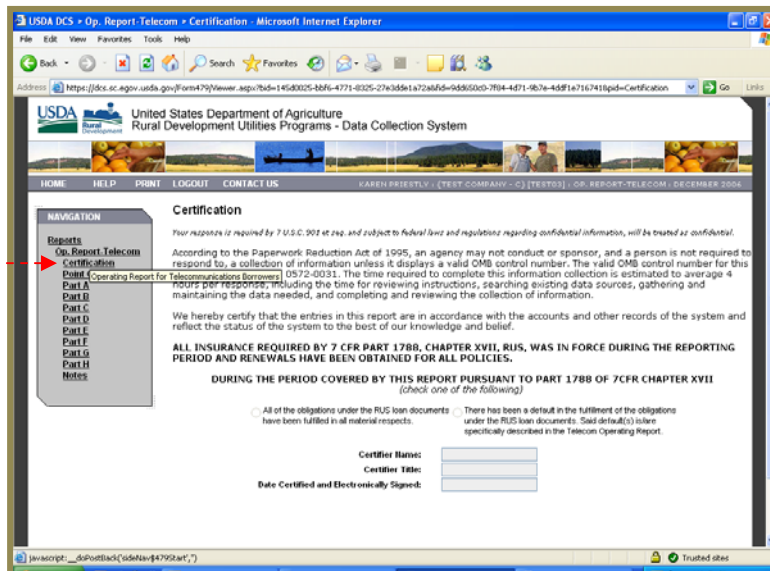 USDA DCS > Op. Report-Telecom > Certification - Microsoft Internet Explorer
File Edit View Favorites Tools Help
Back Search Favorites
Address https://dcs.sc.egov.usda.gov/Form479/Viewer.aspx?bid=145d0025-bbf6-4771-8325-27e3dde1a72a&fid=9dd650c0-7f04-4d71-9b7e-4ddf1e716741&pid=Certification Go Links
USDA Rural Development
United States Department of Agriculture
Rural Development Utilities Programs - Data Collection System
HOME HELP PRINT LOGOUT CONTACT US KAREN PRIESTLY : (TEST COMPANY - C) [TEST03] : OP. REPORT-TELECOM : DECEMBER 2006
NAVIGATION
Reports
Op. Report-Telecom
Certification
Point
Operating Report for Telecommunications Borrowers
Part A
Part B
Part C
Part D
Part E
Part F
Part G
Part H
Notes
Certification
Your response is required by 7 U.S.C. 901 et seq. and subject to federal laws and regulations regarding confidential information, will be treated as confidential.
According to the Paperwork Reduction Act of 1995, an agency may not conduct or sponsor, and a person is not required to
respond to, a collection of information unless it displays a valid OMB control number. The valid OMB control number for this
0572-0031. The time required to complete this information collection is estimated to average 4
hours per response, including the time for reviewing instructions, searching existing data sources, gathering and
maintaining the data needed, and completing and reviewing the collection of information.
We hereby certify that the entries in this report are in accordance with the accounts and other records of the system and
reflect the status of the system to the best of our knowledge and belief.
ALL INSURANCE REQUIRED BY 7 CFR PART 1788, CHAPTER XVII, RUS, WAS IN FORCE DURING THE REPORTING
PERIOD AND RENEWALS HAVE BEEN OBTAINED FOR ALL POLICIES.
DURING THE PERIOD COVERED BY THIS REPORT PURSUANT TO PART 1788 OF 7CFR CHAPTER XVII
(check one of the following)
All of the obligations under the RUS loan documents
have been fulfilled in all material respects.
There has been a default in the fulfillment of the obligations
under the RUS loan documents. Said default(s) is/are
specifically described in the Telecom Operating Report.
Certifier Name:
Certifier Title:
Date Certified and Electronically Signed:
javascript:__doPostBack('sideNav$479Start','') Trusted sites